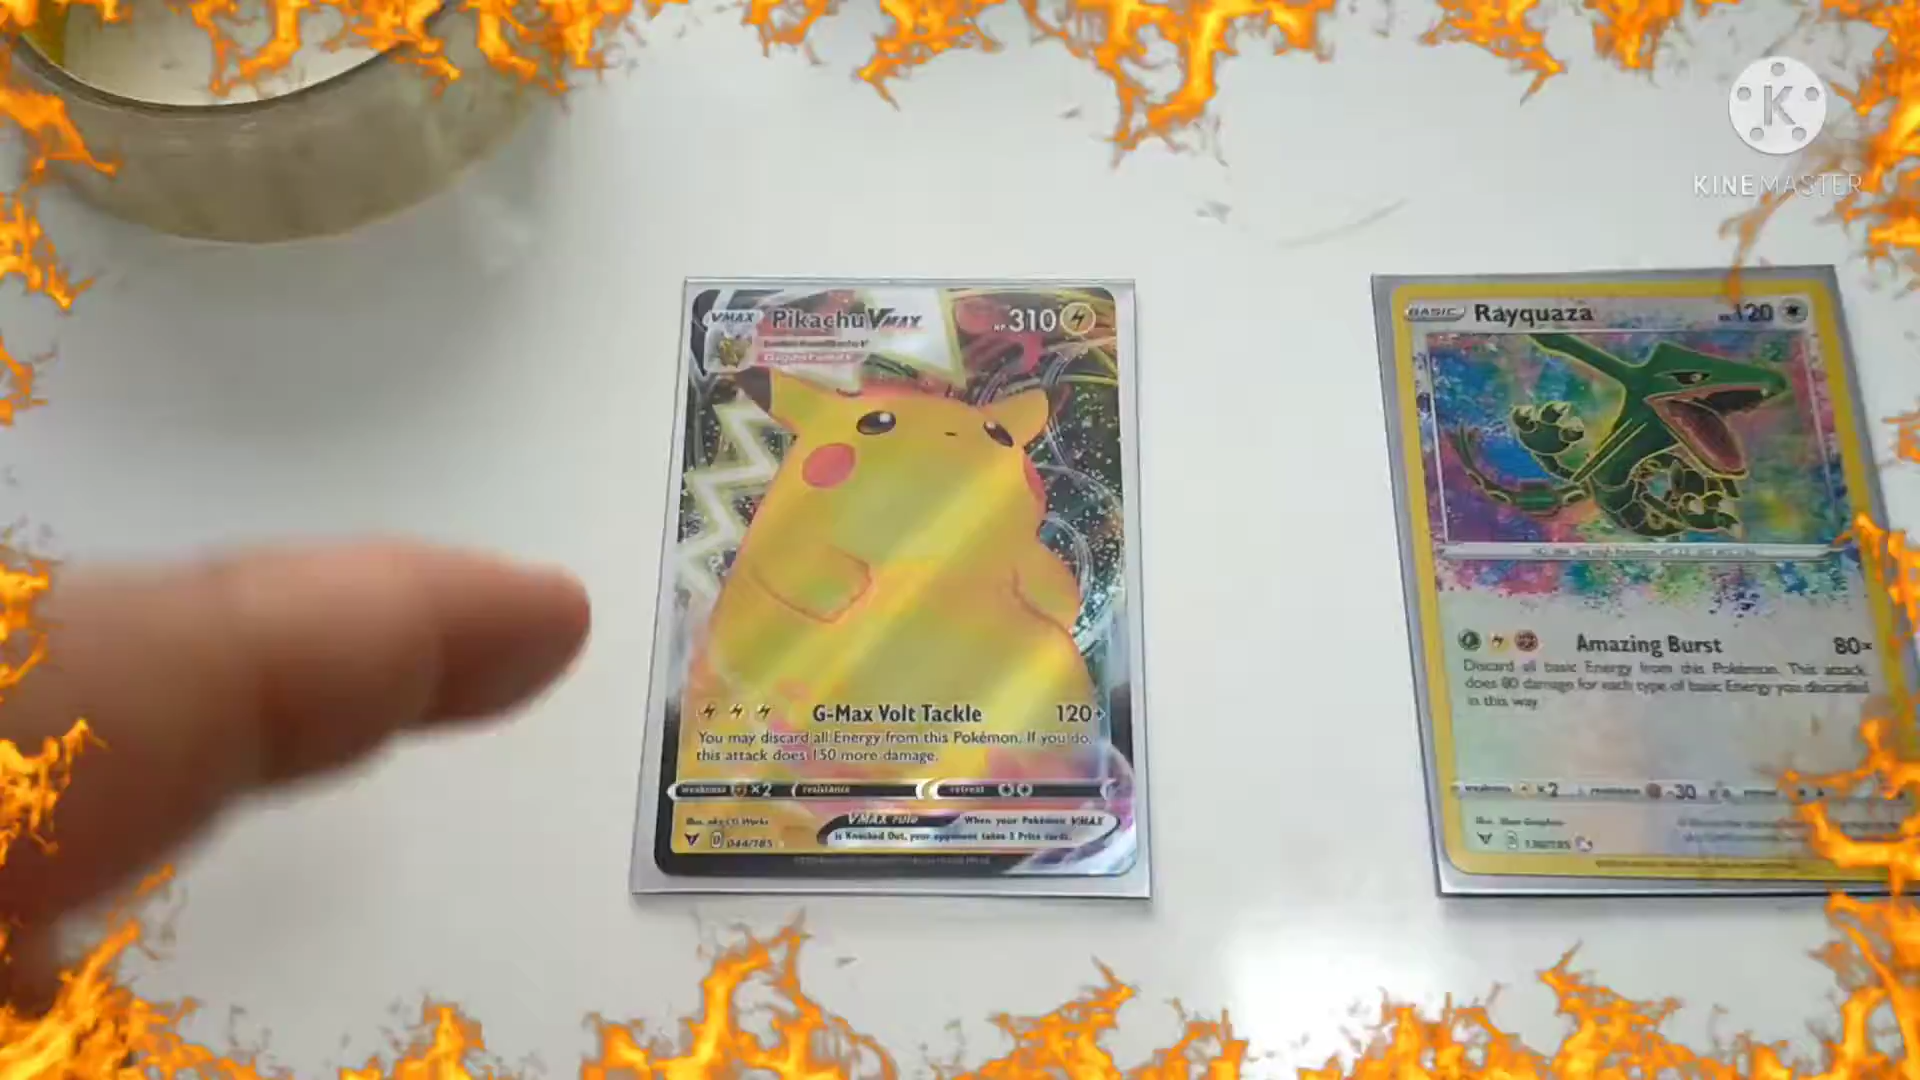 K
KINEMASTER
VMAX Pikachu VMAX HP 310
G-Max Volt Tackle 120+
You may discard all Energy from this Pokémon. If you do,
this attack does 150 more damage.
weakness ×2 resistance retreat
VMAX rule When your Pokémon VMAX
is Knocked Out, your opponent takes 3 Prize cards.
D 044/185
BASIC Rayquaza 120
Amazing Burst 80×
Discard all basic Energy from this Pokémon. This attack
does 80 damage for each type of basic Energy you discarded
in this way.
weakness ×2 resistance -30